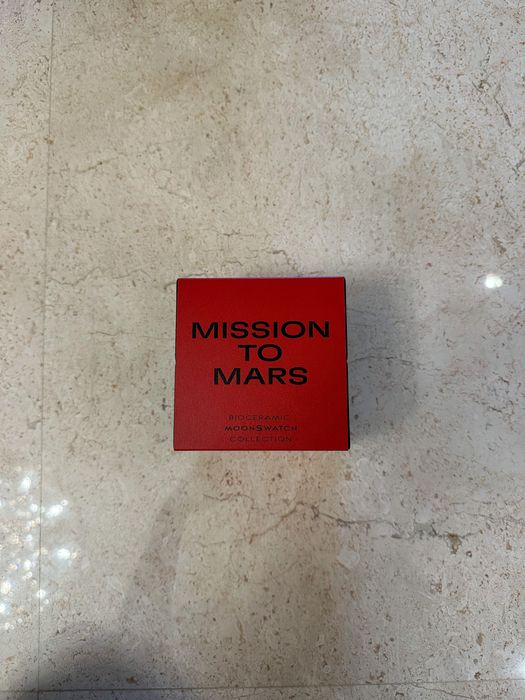 MISSION
TO
MARS
BIOCERAMIC
MOONSWATCH
COLLECTION